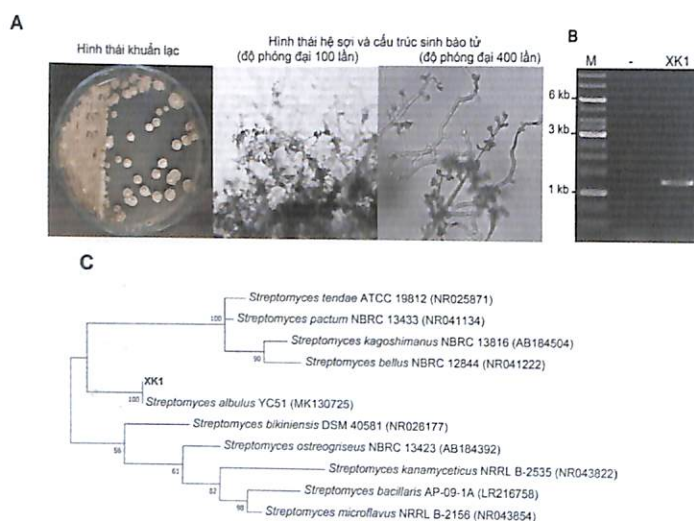 A
Hình thái khuẩn lạc
Hình thái hệ sợi và cấu trúc sinh bào tử
(độ phóng đại 100 lần)
(độ phóng đại 400 lần)
B
M - XK1
6 kb
3 kb
1 kb
C
Streptomyces tendae ATCC 19812 (NR025871)
100
Streptomyces pactum NBRC 13433 (NR041134)
Streptomyces kagoshimanus NBRC 13816 (AB184504)
90
Streptomyces bellus NBRC 12844 (NR041222)
XK1
100
Streptomyces albulus YC51 (MK130725)
Streptomyces bikiniensis DSM 40581 (NR026177)
56
Streptomyces ostreogriseus NBRC 13423 (AB184392)
61
Streptomyces kanamyceticus NRRL B-2535 (NR043822)
82
Streptomyces bacillaris AP-09-1A (LR216758)
90
Streptomyces microflavus NRRL B-2156 (NR043854)